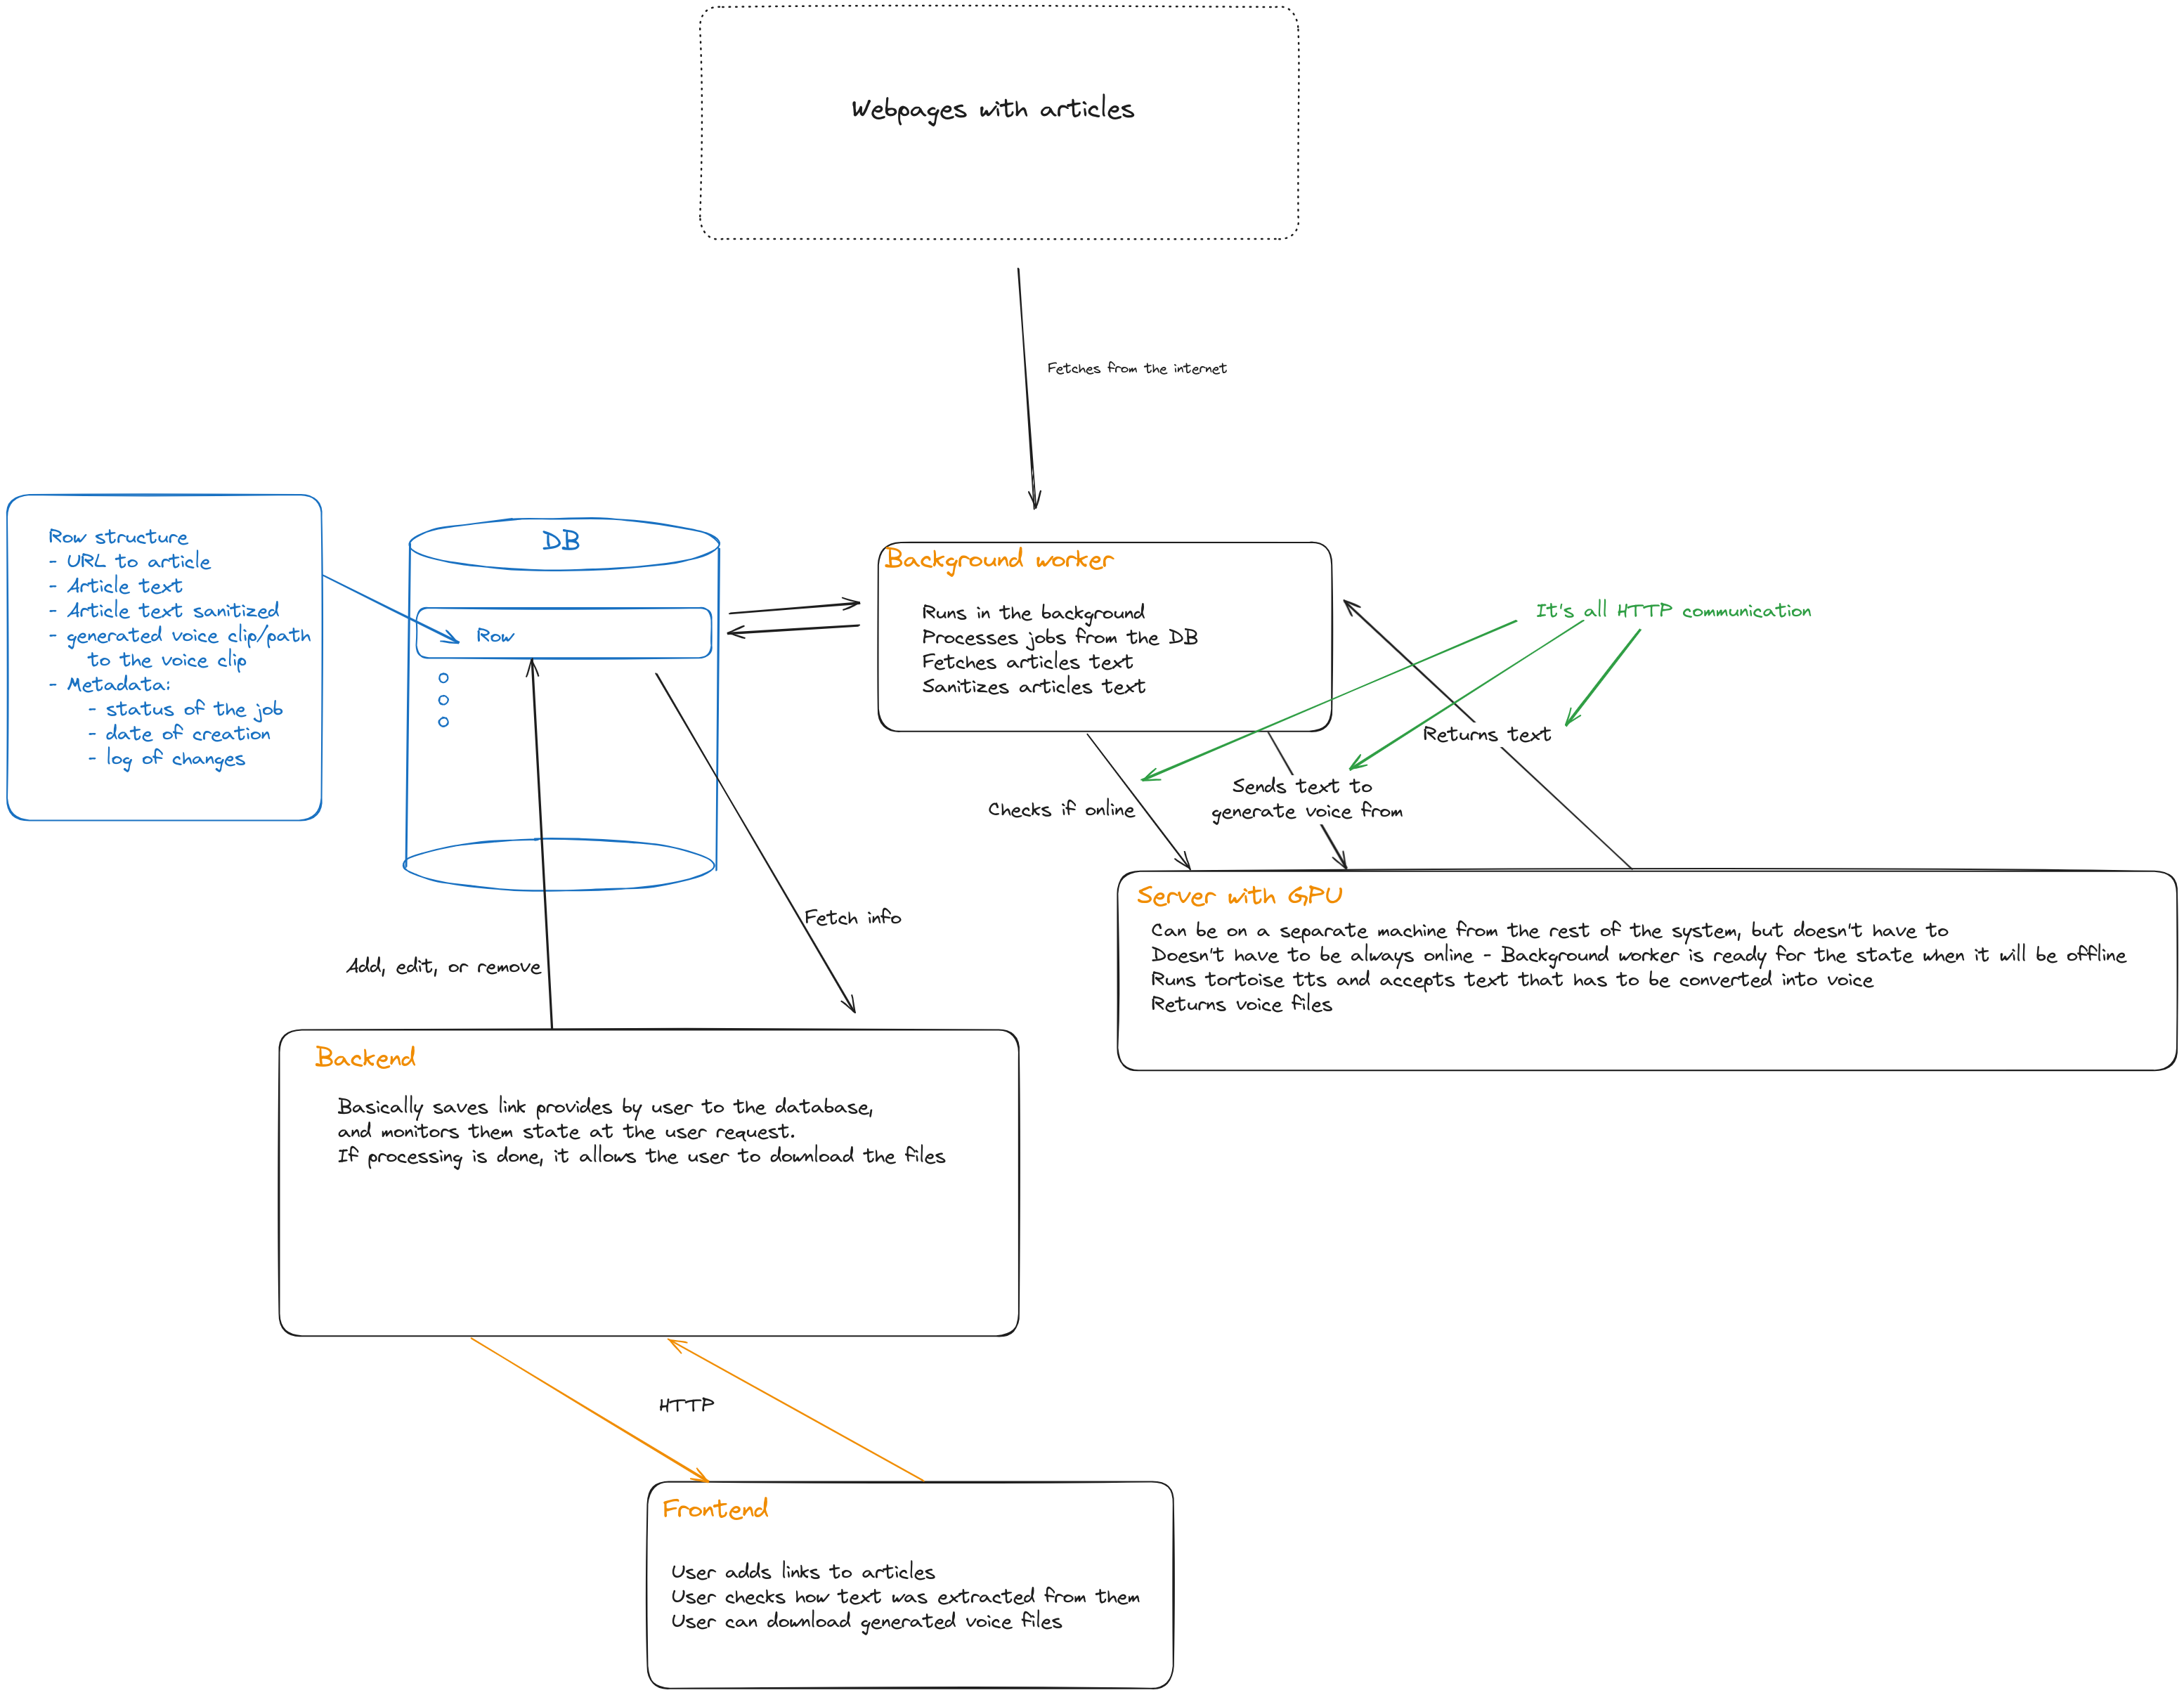 Webpages with articles
Fetches from the internet
Row structure
- URL to article
- Article text
- Article text sanitized
- generated voice clip/path
to the voice clip
- Metadata:
- status of the job
- date of creation
- log of changes
DB
Row
Background worker
Runs in the background
Processes jobs from the DB
Fetches articles text
Sanitizes articles text
It's all HTTP communication
Returns text
Sends text to
generate voice from
Checks if online
Server with GPU
Can be on a separate machine from the rest of the system, but doesn't have to
Doesn't have to be always online - Background worker is ready for the state when it will be offline
Runs tortoise tts and accepts text that has to be converted into voice
Returns voice files
Fetch info
Add, edit, or remove
Backend
Basically saves link provides by user to the database,
and monitors them state at the user request.
If processing is done, it allows the user to download the files
HTTP
Frontend
User adds links to articles
User checks how text was extracted from them
User can download generated voice files